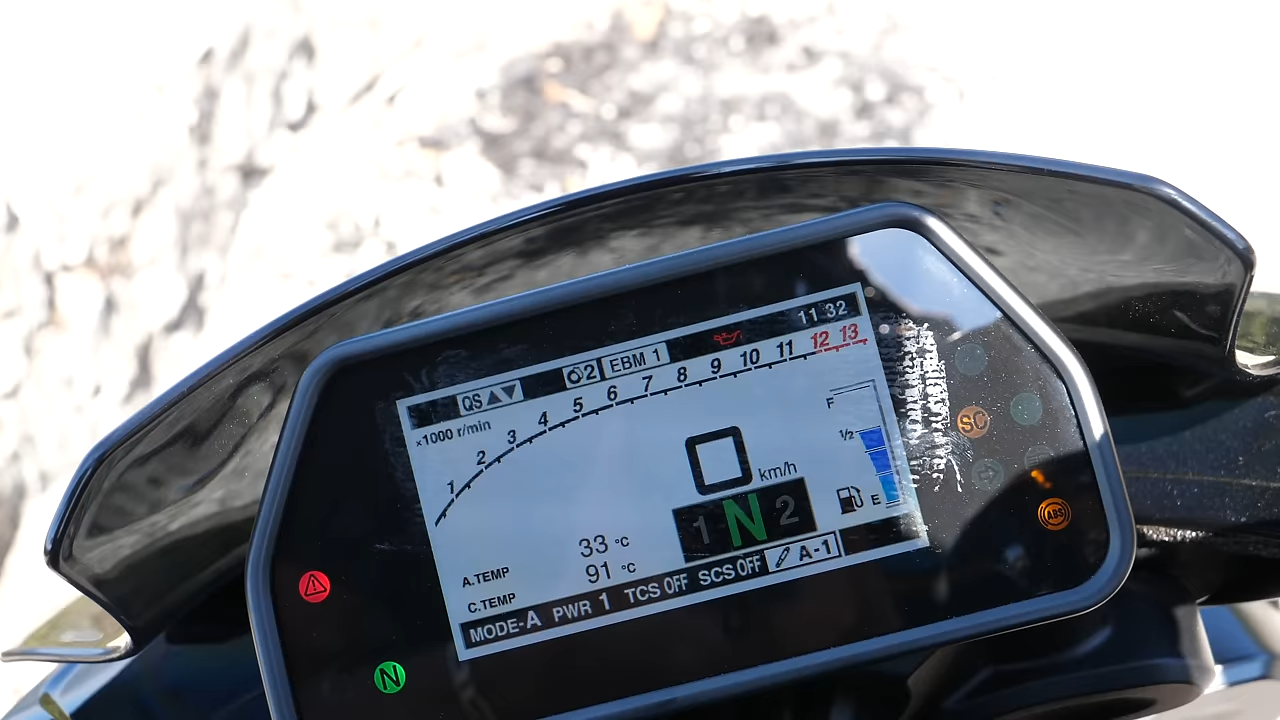 QS ▲▼ 2 EBM 1 11 32
×1000 r/min
1 2 3 4 5 6 7 8 9 10 11 12 13
F
1/2
E
0 km/h
1 N 2
A.TEMP 33 °C
C.TEMP 91 °C
MODE-A PWR 1 TCS OFF SCS OFF A-1
SC
ABS
N